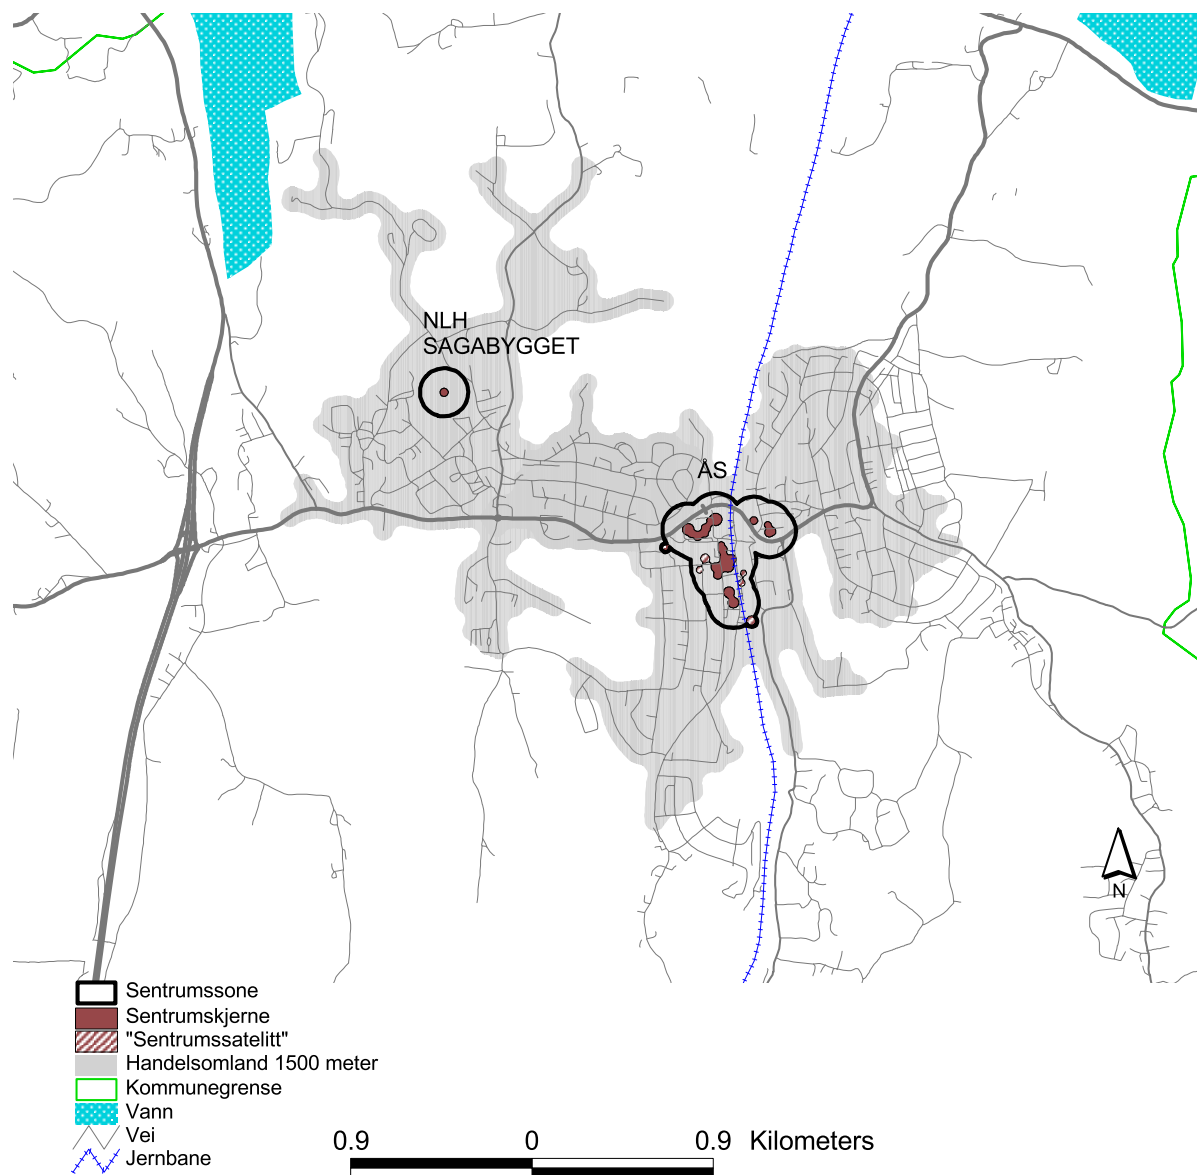 NLH
SAGABYGGET
ÅS
N
Sentrumssone
Sentrumskjerne
"Sentrumssatelitt"
Handelsomland 1500 meter
Kommunegrense
Vann
Vei
Jernbane
0.9 0 0.9 Kilometers